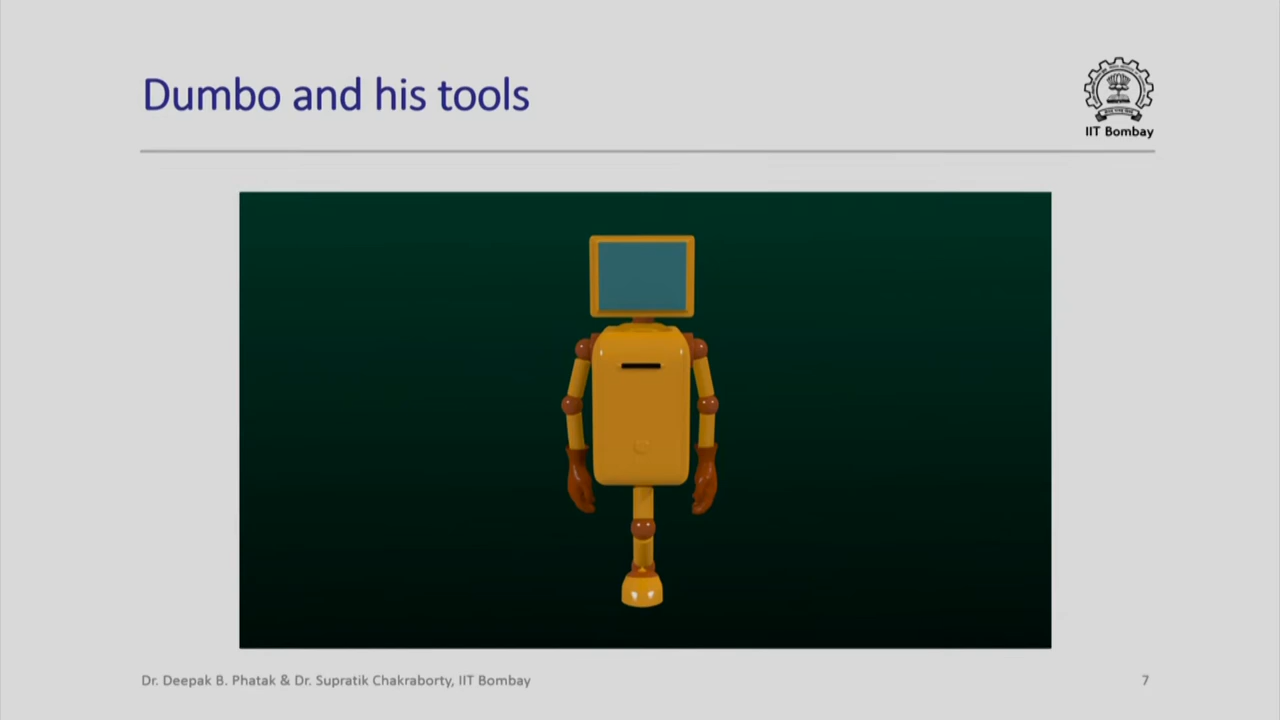 Dumbo and his tools
IIT Bombay
Dr. Deepak B. Phatak & Dr. Supratik Chakraborty, IIT Bombay
7